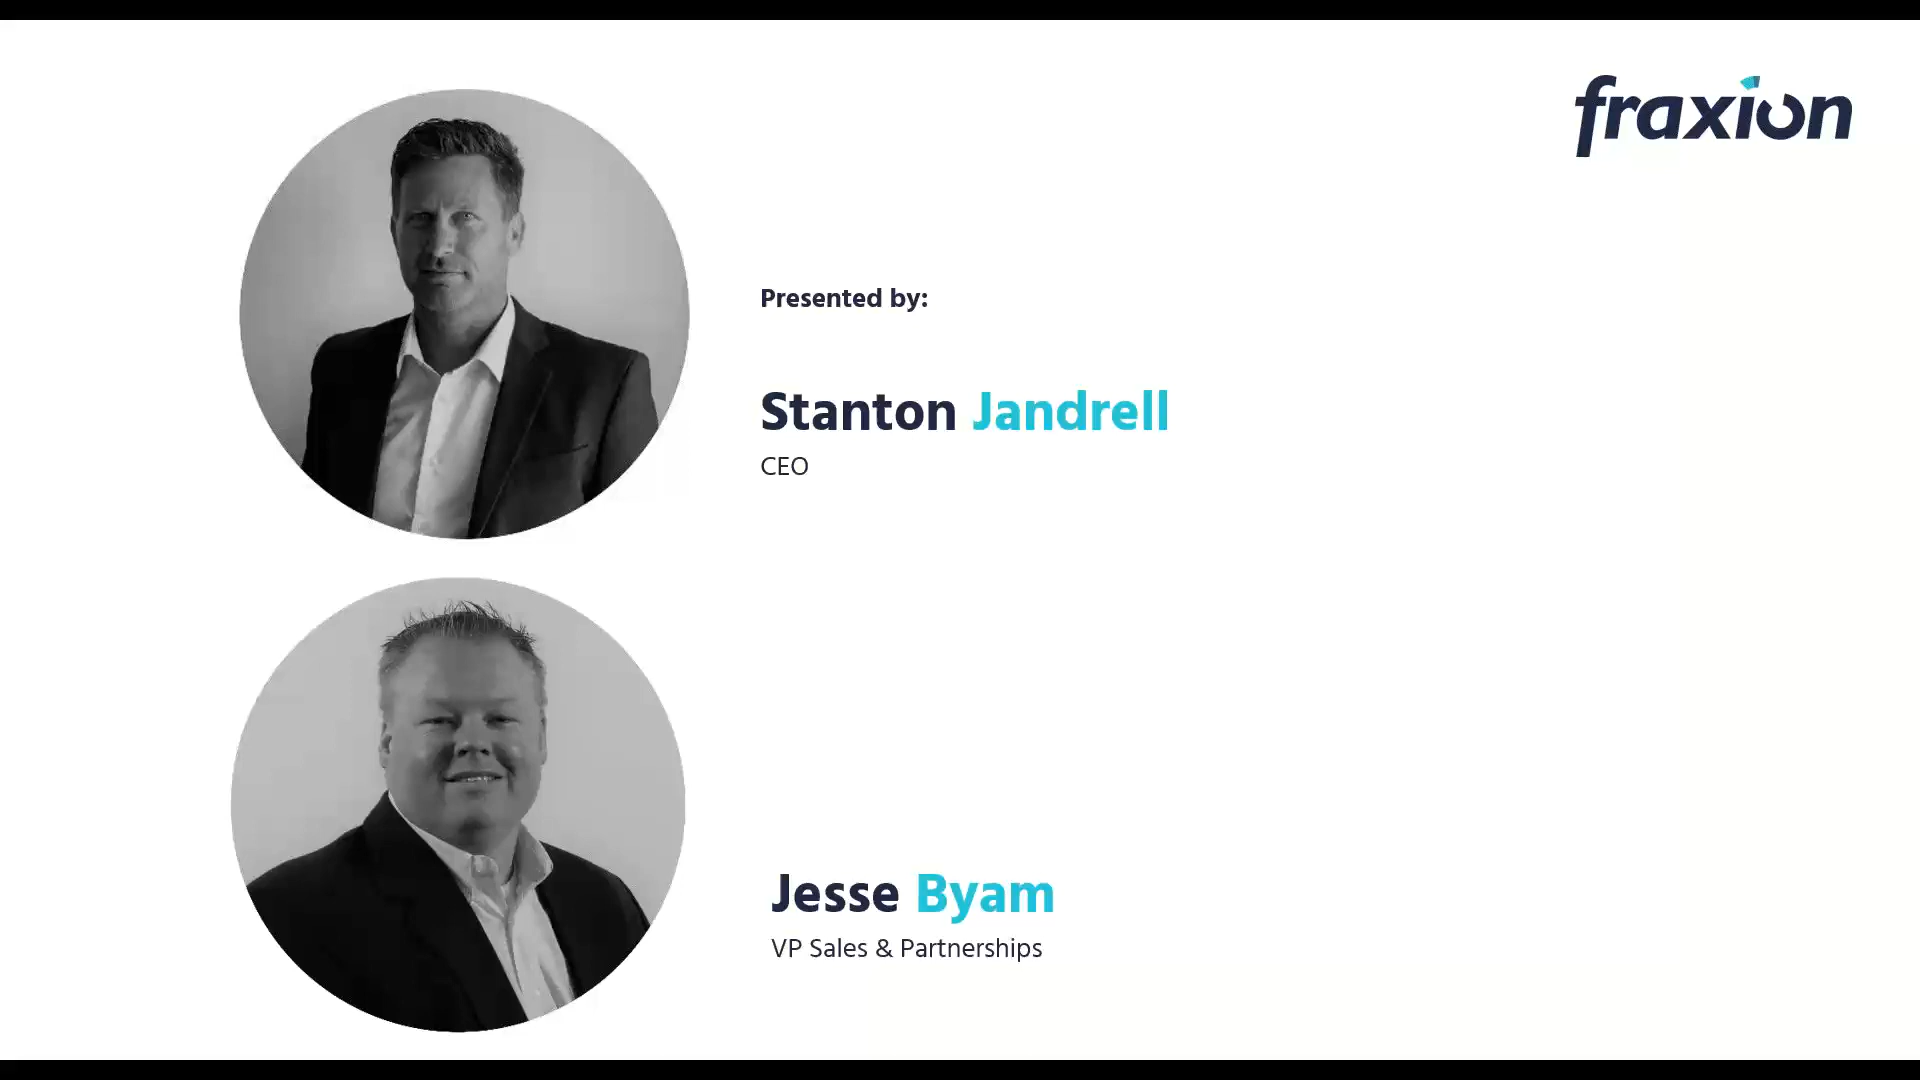 fraxion
Presented by:
Stanton Jandrell
CEO
Jesse Byam
VP Sales & Partnerships